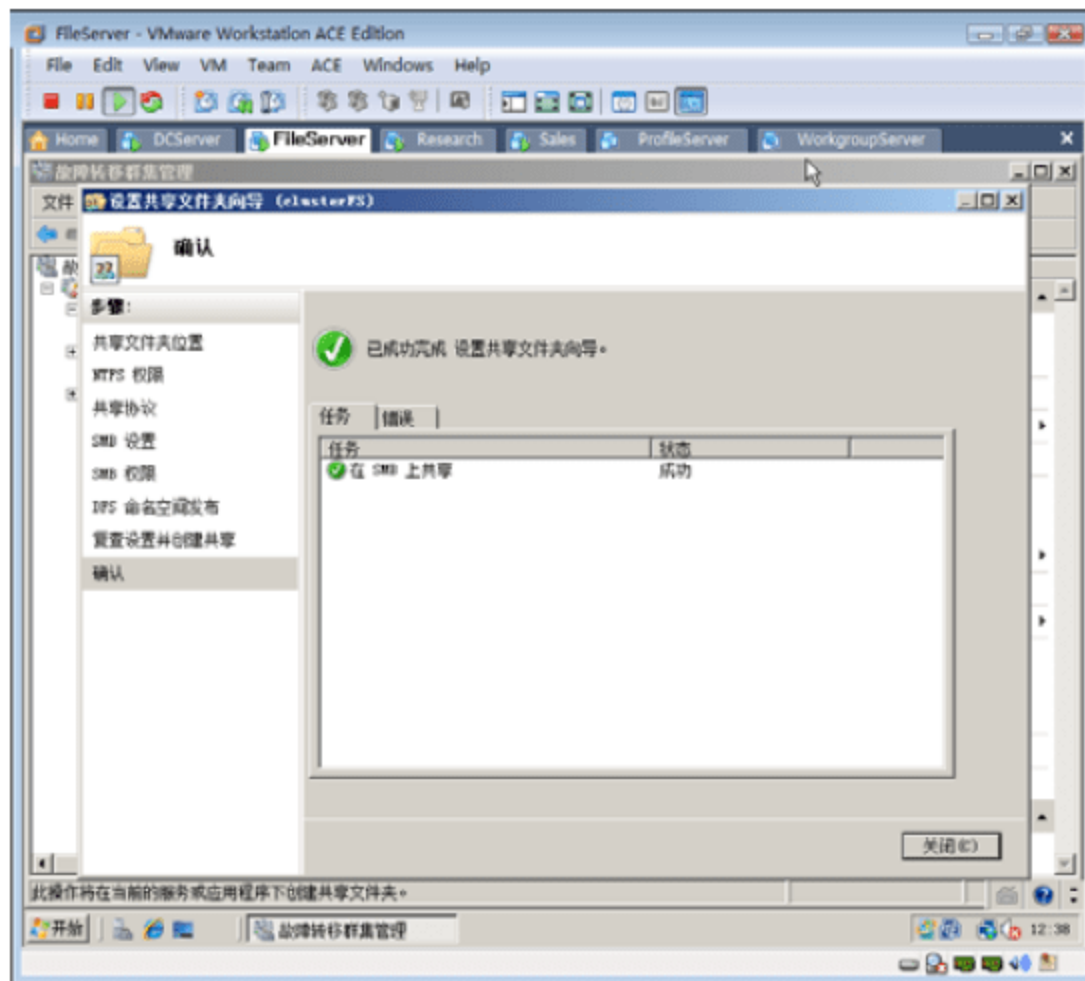 FileServer - VMware Workstation ACE Edition
File Edit View VM Team ACE Windows Help
Home DCServer FileServer Research Sales ProfileServer WorkgroupServer
故障转移群集管理
文件
设置共享文件夹向导 (clusterFS)
确认
步骤:
共享文件夹位置
NTFS 权限
共享协议
SMB 设置
SMB 权限
DFS 命名空间发布
复查设置并创建共享
确认
已成功完成 设置共享文件夹向导。
任务 错误
任务 状态
在 SMB 上共享 成功
关闭(C)
此操作将在当前的服务或应用程序下创建共享文件夹。
开始 故障转移群集管理 12:38